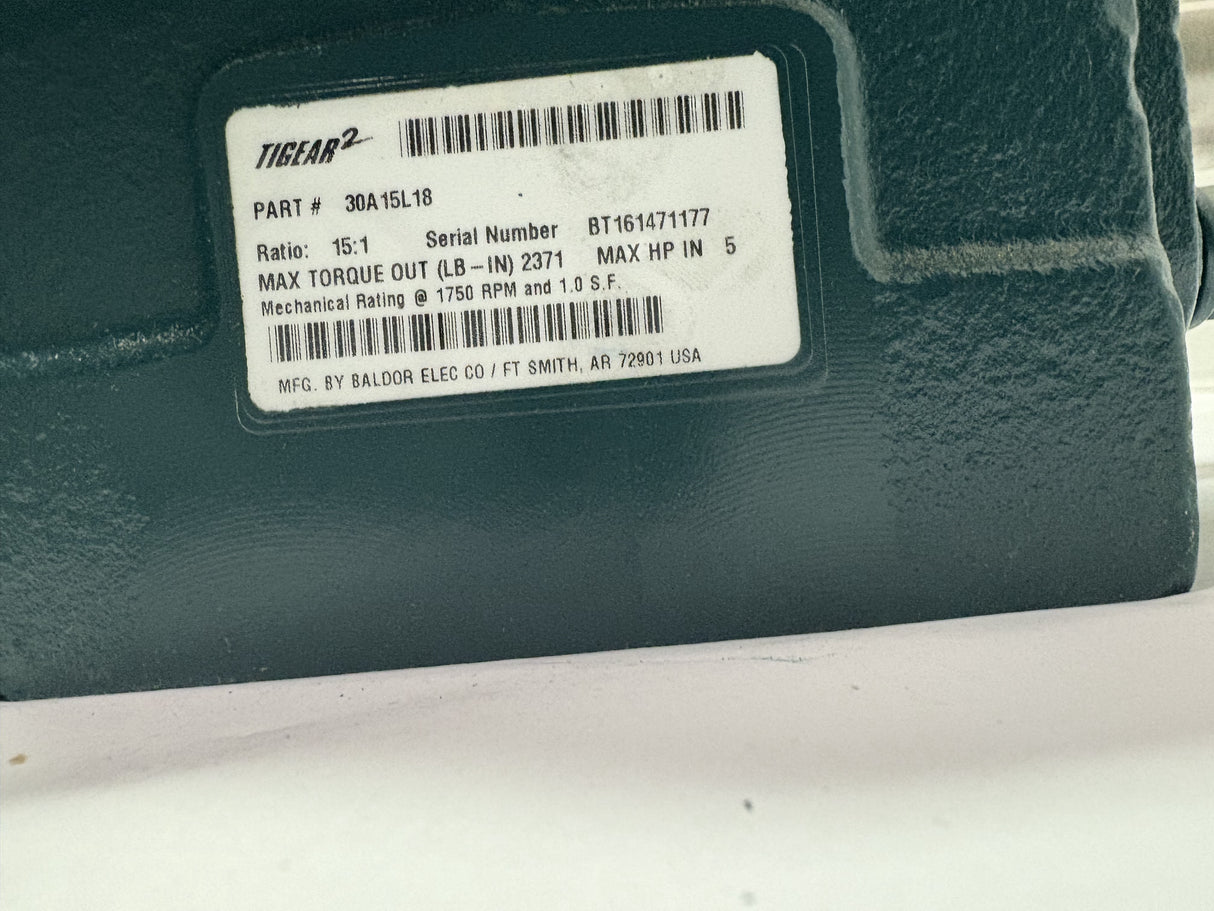 TIGEAR2
PART # 30A15L18
Ratio: 15:1 Serial Number BT161471177
MAX TORQUE OUT (LB-IN) 2371 MAX HP IN 5
Mechanical Rating @ 1750 RPM and 1.0 S.F.
MFG. BY BALDOR ELEC CO / FT SMITH, AR 72901 USA